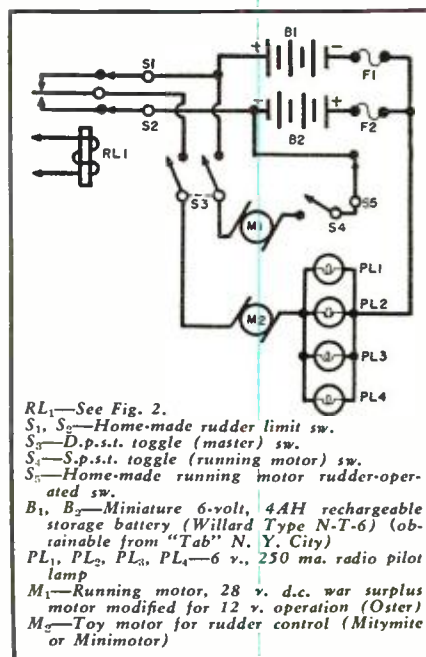 B1
+ -
S1
F1
- +
S2
B2
F2
RL1
S3
S5
S4
M1
PL1
M2
PL2
PL3
PL4
RL₁—See Fig. 2.
S₁, S₂—Home-made rudder limit sw.
S₃—D.p.s.t. toggle (master) sw.
S₄—S.p.s.t. toggle (running motor) sw.
S₅—Home-made running motor rudder-oper-
ated sw.
B₁, B₂—Miniature 6-volt, 4AH rechargeable
storage battery (Willard Type N-T-6) (ob-
tainable from "Tab" N. Y. City)
PL₁, PL₂, PL₃, PL₄—6 v., 250 ma. radio pilot
lamp
M₁—Running motor, 28 v. d.c. war surplus
motor modified for 12 v. operation (Oster)
M₂—Toy motor for rudder control (Mitymite
or Minimotor)